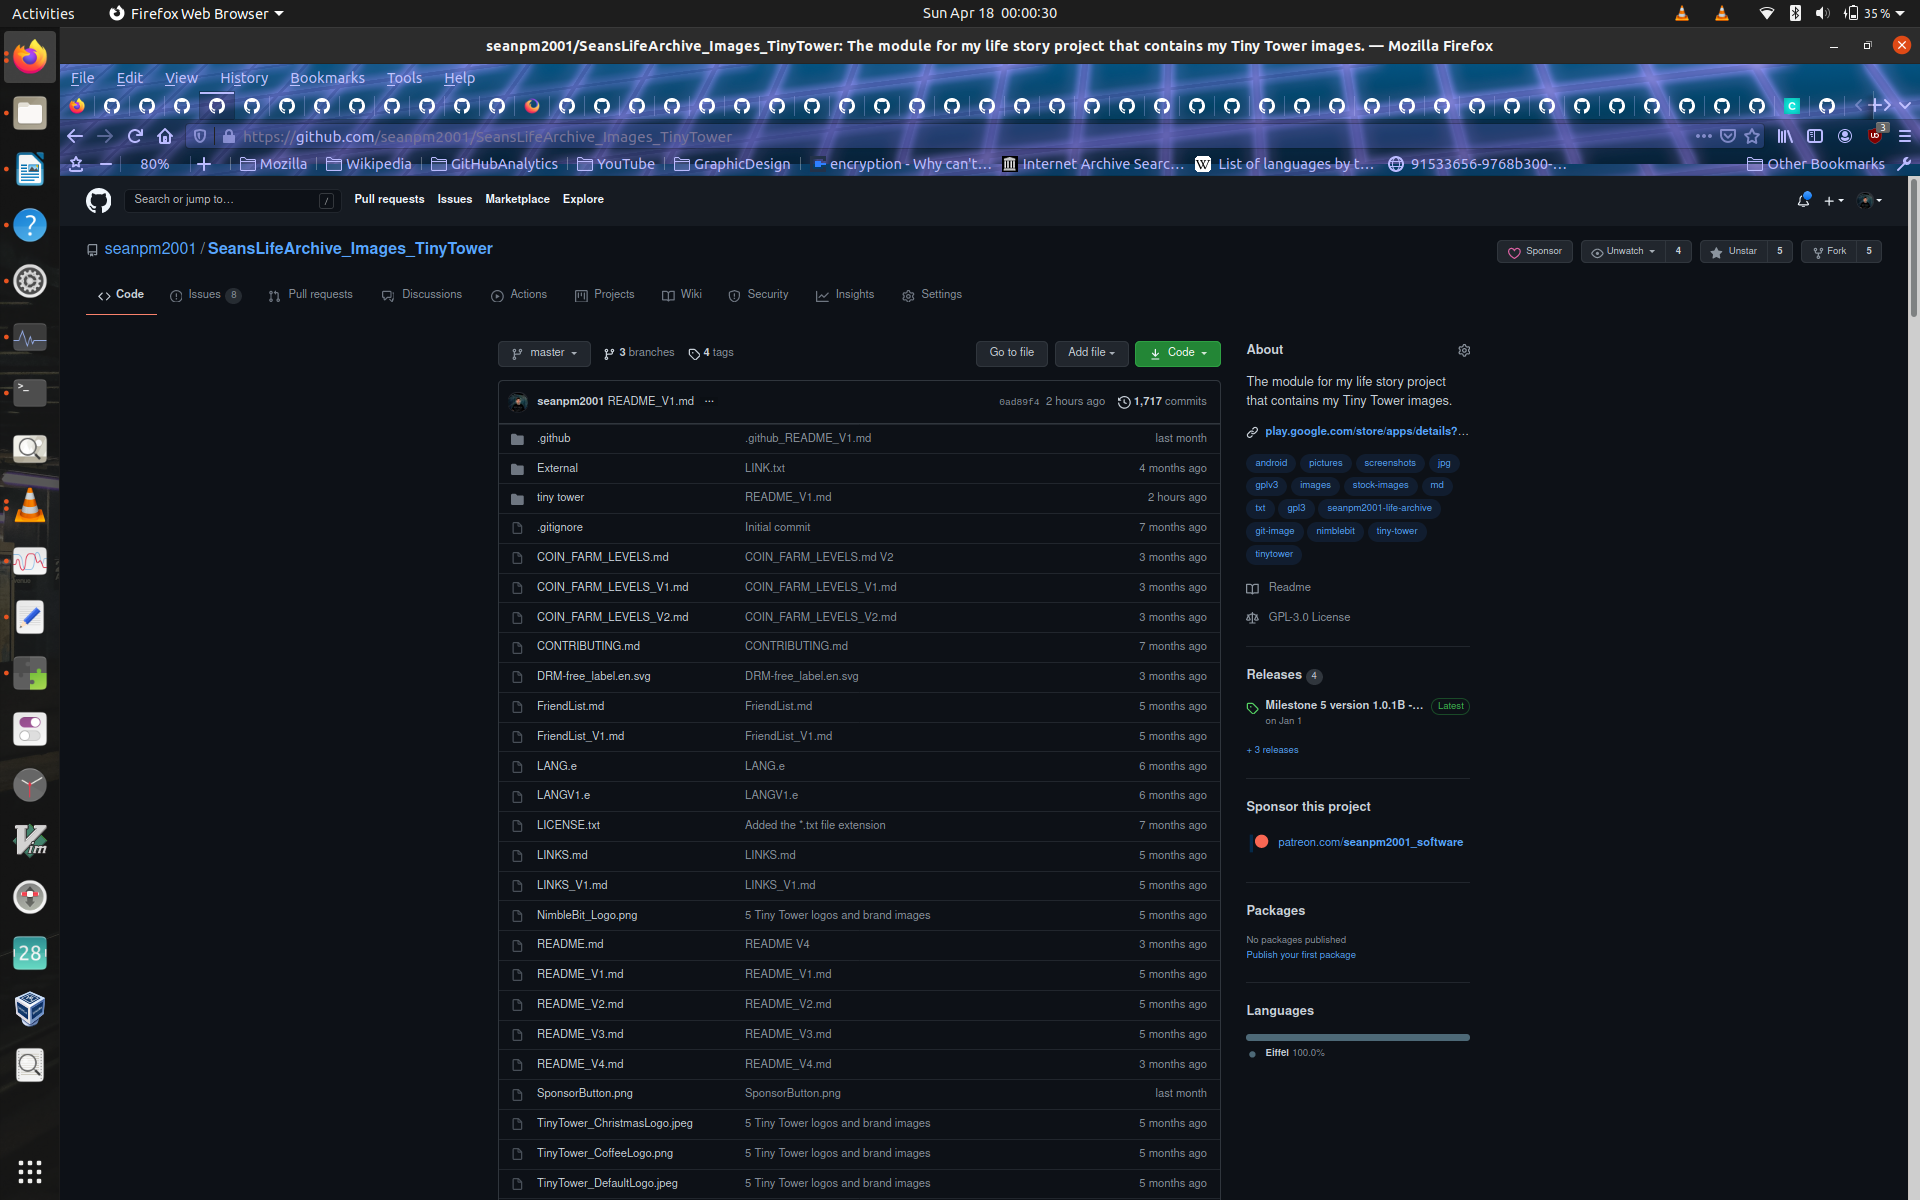 Activities
Firefox Web Browser
Sun Apr 18 00:00:30
35 %
seanpm2001/SeansLifeArchive_Images_TinyTower: The module for my life story project that contains my Tiny Tower images. — Mozilla Firefox
File Edit View History Bookmarks Tools Help
https://github.com/seanpm2001/SeansLifeArchive_Images_TinyTower
3
80%
Mozilla
Wikipedia
GitHubAnalytics
YouTube
GraphicDesign
encryption - Why can't…
Internet Archive Searc…
List of languages by t…
91533656-9768b300-…
Other Bookmarks
Search or jump to…
/
Pull requests Issues Marketplace Explore
seanpm2001 / SeansLifeArchive_Images_TinyTower
Sponsor
Unwatch 4
Unstar 5
Fork 5
Code
Issues 8
Pull requests
Discussions
Actions
Projects
Wiki
Security
Insights
Settings
master
3 branches
4 tags
Go to file
Add file
Code
seanpm2001 README_V1.md ···
0ad89f4 2 hours ago
1,717 commits
.github .github_README_V1.md last month
External LINK.txt 4 months ago
tiny tower README_V1.md 2 hours ago
.gitignore Initial commit 7 months ago
COIN_FARM_LEVELS.md COIN_FARM_LEVELS.md V2 3 months ago
COIN_FARM_LEVELS_V1.md COIN_FARM_LEVELS_V1.md 3 months ago
COIN_FARM_LEVELS_V2.md COIN_FARM_LEVELS_V2.md 3 months ago
CONTRIBUTING.md CONTRIBUTING.md 7 months ago
DRM-free_label.en.svg DRM-free_label.en.svg 3 months ago
FriendList.md FriendList.md 5 months ago
FriendList_V1.md FriendList_V1.md 5 months ago
LANG.e LANG.e 6 months ago
LANGV1.e LANGV1.e 6 months ago
LICENSE.txt Added the *.txt file extension 7 months ago
LINKS.md LINKS.md 5 months ago
LINKS_V1.md LINKS_V1.md 5 months ago
NimbleBit_Logo.png 5 Tiny Tower logos and brand images 5 months ago
README.md README V4 3 months ago
README_V1.md README_V1.md 5 months ago
README_V2.md README_V2.md 5 months ago
README_V3.md README_V3.md 5 months ago
README_V4.md README_V4.md 3 months ago
SponsorButton.png SponsorButton.png last month
TinyTower_ChristmasLogo.jpeg 5 Tiny Tower logos and brand images 5 months ago
TinyTower_CoffeeLogo.png 5 Tiny Tower logos and brand images 5 months ago
TinyTower_DefaultLogo.jpeg 5 Tiny Tower logos and brand images 5 months ago
About
The module for my life story project
that contains my Tiny Tower images.
play.google.com/store/apps/details?…
android pictures screenshots jpg
gplv3 images stock-images md
txt gpl3 seanpm2001-life-archive
git-image nimblebit tiny-tower
tinytower
Readme
GPL-3.0 License
Releases 4
Milestone 5 version 1.0.1B -… Latest
on Jan 1
+ 3 releases
Sponsor this project
patreon.com/seanpm2001_software
Packages
No packages published
Publish your first package
Languages
Eiffel 100.0%
28